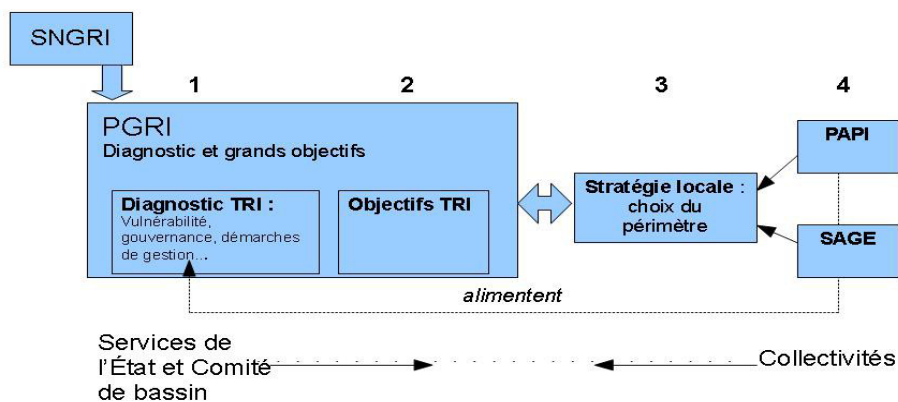 SNGRI
1
2
3
4
PGRI
Diagnostic et grands objectifs
Diagnostic TRI :
Vulnérabilité,
gouvernance, démarches
de gestion...
Objectifs TRI
Stratégie locale :
choix du
périmètre
PAPI
SAGE
alimentent
Services de
l'État et Comité
de bassin
Collectivités